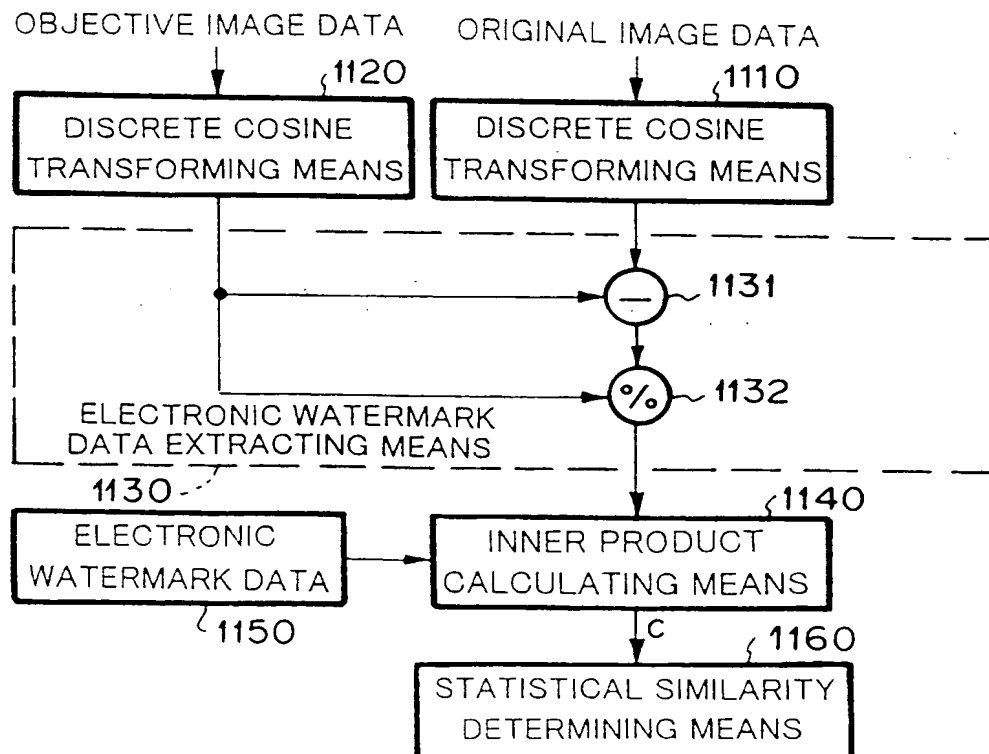 OBJECTIVE IMAGE DATA
ORIGINAL IMAGE DATA
1120
1110
DISCRETE COSINE
TRANSFORMING MEANS
DISCRETE COSINE
TRANSFORMING MEANS
1131
—
1132
%
ELECTRONIC WATERMARK
DATA EXTRACTING MEANS
1130
1140
ELECTRONIC
WATERMARK DATA
INNER PRODUCT
CALCULATING MEANS
1150
C
1160
STATISTICAL SIMILARITY
DETERMINING MEANS